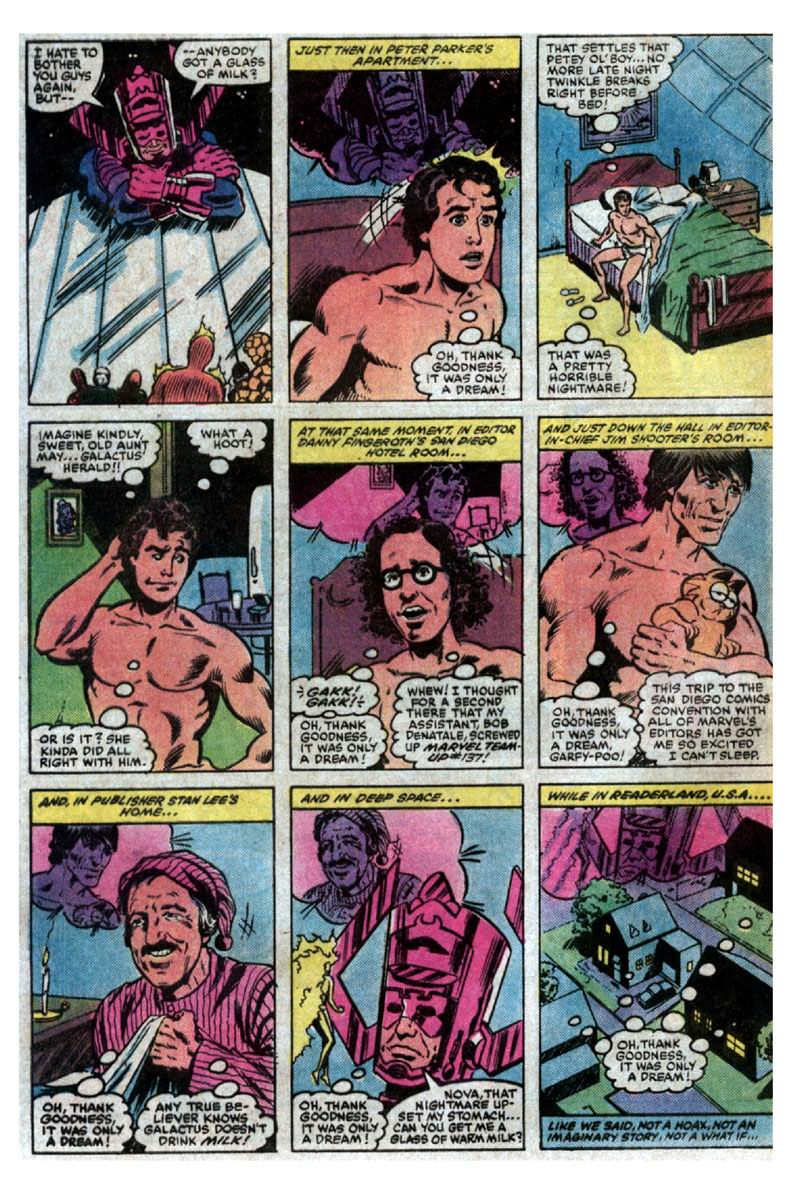 I HATE TO
BOTHER
YOU GUYS
AGAIN,
BUT--
--ANYBODY
GOT A GLASS
OF MILK?
JUST THEN IN PETER PARKER'S
APARTMENT...
OH, THANK
GOODNESS,
IT WAS ONLY
A DREAM!
THAT SETTLES THAT
PETEY OL' BOY... NO
MORE LATE NIGHT
TWINKLE BREAKS
RIGHT BEFORE
BED!
THAT WAS
A PRETTY
HORRIBLE
NIGHTMARE!
IMAGINE KINDLY,
SWEET, OLD AUNT
MAY... GALACTUS'
HERALD!!
WHAT A
HOOT!
OR IS IT? SHE
KINDA DID ALL
RIGHT WITH HIM.
AT THAT SAME MOMENT, IN EDITOR
DANNY FINGEROTH'S SAN DIEGO
HOTEL ROOM...
GAKK!
GAKK!
OH, THANK
GOODNESS,
IT WAS ONLY
A DREAM!
WHEW! I THOUGHT
FOR A SECOND
THERE THAT MY
ASSISTANT, BOB
DENATALE, SCREWED
UP MARVEL TEAM-
UP #137!
AND JUST DOWN THE HALL IN EDITOR-
IN-CHIEF JIM SHOOTER'S ROOM...
OH, THANK
GOODNESS,
IT WAS ONLY
A DREAM,
GARFY-POO!
THIS TRIP TO THE
SAN DIEGO COMICS
CONVENTION WITH
ALL OF MARVEL'S
EDITORS HAS GOT
ME SO EXCITED
I CAN'T SLEEP.
AND, IN PUBLISHER STAN LEE'S
HOME...
OH, THANK
GOODNESS,
IT WAS ONLY
A DREAM!
ANY TRUE BE-
LIEVER KNOWS
GALACTUS DOESN'T
DRINK MILK!
AND IN DEEP SPACE...
OH, THANK
GOODNESS,
IT WAS ONLY
A DREAM!
NOVA, THAT
NIGHTMARE UP-
SET MY STOMACH...
CAN YOU GET ME A
GLASS OF WARM MILK?
WHILE IN READERLAND, U.S.A....
OH, THANK
GOODNESS,
IT WAS ONLY
A DREAM!
LIKE WE SAID, NOT A HOAX, NOT AN
IMAGINARY STORY, NOT A WHAT IF...